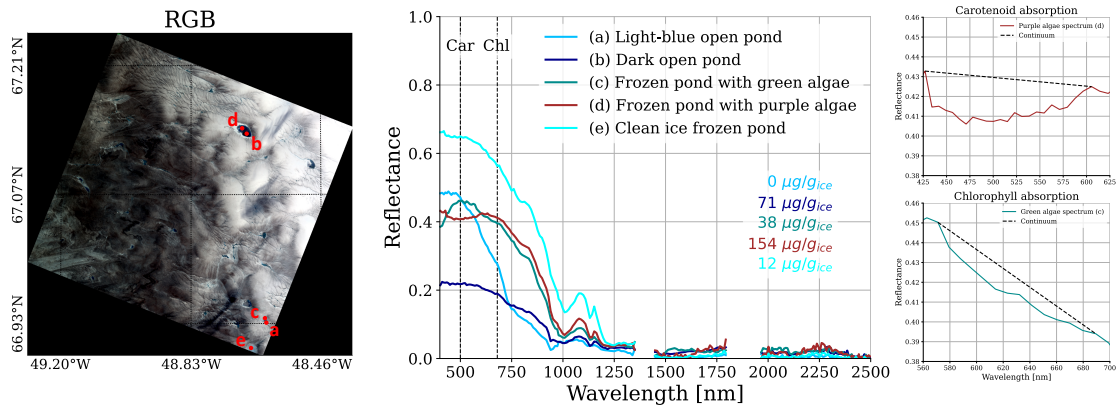 RGB
67.21°N
67.07°N
66.93°N
49.20°W
48.83°W
48.46°W
d
b
c
a
e
Reflectance
1.0
0.8
0.6
0.4
0.2
0.0
Car Chl
(a) Light-blue open pond
(b) Dark open pond
(c) Frozen pond with green algae
(d) Frozen pond with purple algae
(e) Clean ice frozen pond
0 μg/g_ice
71 μg/g_ice
38 μg/g_ice
154 μg/g_ice
12 μg/g_ice
500 750 1000 1250 1500 1750 2000 2250 2500
Wavelength [nm]
Carotenoid absorption
Purple algae spectrum (d)
Continuum
Reflectance
0.46
0.45
0.44
0.43
0.42
0.41
0.40
0.39
0.38
425 450 475 500 525 550 575 600 625
Chlorophyll absorption
Green algae spectrum (c)
Continuum
Reflectance
0.46
0.45
0.44
0.43
0.42
0.41
0.40
0.39
0.38
560 580 600 620 640 660 680 700
Wavelength [nm]